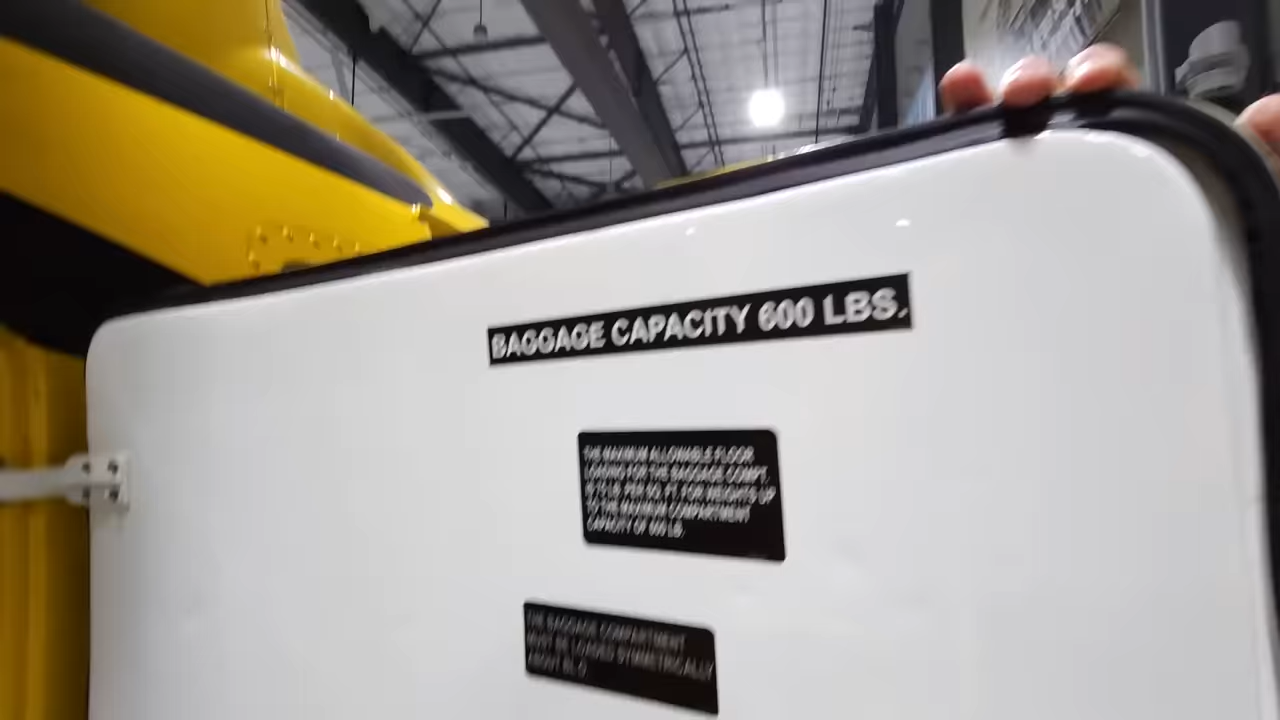 BAGGAGE CAPACITY 600 LBS.
THE MAXIMUM ALLOWABLE FLOOR
LOADING FOR THE BAGGAGE COMPT.
PER SQ. FT. FOR WEIGHTS UP
TO THE MAXIMUM COMPARTMENT
CAPACITY OF 600 LB.
THE BAGGAGE COMPARTMENT
MUST BE LOADED SYMMETRICALLY
ABOUT